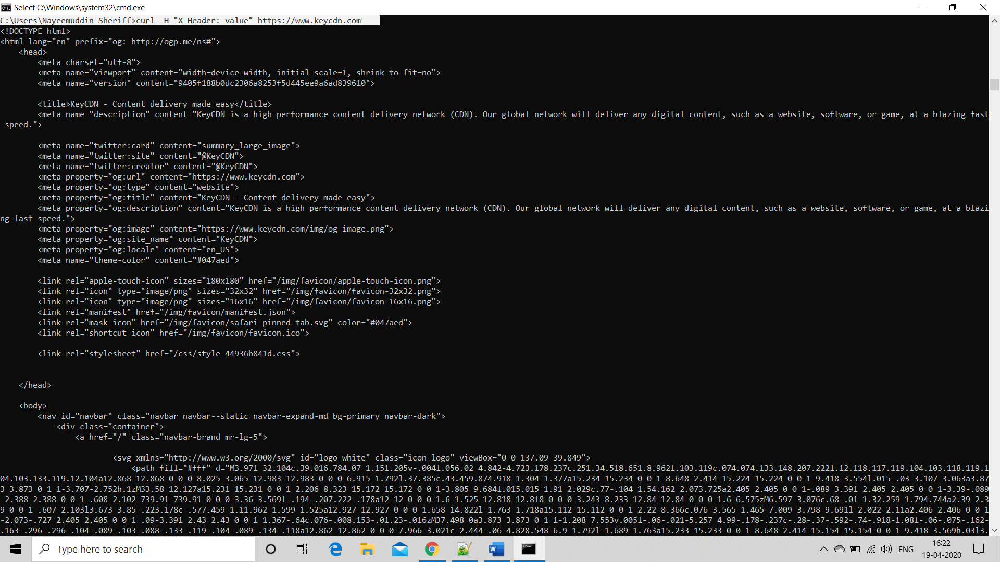 Select C:\Windows\system32\cmd.exe
C:\Users\Nayeemuddin Sheriff>curl -H "X-Header: value" https://www.keycdn.com
<!DOCTYPE html>
<html lang="en" prefix="og: http://ogp.me/ns#">
    <head>
        <meta charset="utf-8">
        <meta name="viewport" content="width=device-width, initial-scale=1, shrink-to-fit=no">
        <meta name="version" content="9405f188b0dc2306a8253f5d445ee9a6ad839610">

        <title>KeyCDN - Content delivery made easy</title>
        <meta name="description" content="KeyCDN is a high performance content delivery network (CDN). Our global network will deliver any digital content, such as a website, software, or game, at a blazing fast
 speed.">

        <meta name="twitter:card" content="summary_large_image">
        <meta name="twitter:site" content="@KeyCDN">
        <meta name="twitter:creator" content="@KeyCDN">
        <meta property="og:url" content="https://www.keycdn.com">
        <meta property="og:type" content="website">
        <meta property="og:title" content="KeyCDN - Content delivery made easy">
        <meta property="og:description" content="KeyCDN is a high performance content delivery network (CDN). Our global network will deliver any digital content, such as a website, software, or game, at a blazi
ng fast speed.">
        <meta property="og:image" content="https://www.keycdn.com/img/og-image.png">
        <meta property="og:site_name" content="KeyCDN">
        <meta property="og:locale" content="en_US">
        <meta name="theme-color" content="#047aed">

        <link rel="apple-touch-icon" sizes="180x180" href="/img/favicon/apple-touch-icon.png">
        <link rel="icon" type="image/png" sizes="32x32" href="/img/favicon/favicon-32x32.png">
        <link rel="icon" type="image/png" sizes="16x16" href="/img/favicon/favicon-16x16.png">
        <link rel="manifest" href="/img/favicon/manifest.json">
        <link rel="mask-icon" href="/img/favicon/safari-pinned-tab.svg" color="#047aed">
        <link rel="shortcut icon" href="/img/favicon/favicon.ico">

        <link rel="stylesheet" href="/css/style-44936b841d.css">

    </head>

    <body>
        <nav id="navbar" class="navbar navbar--static navbar-expand-md bg-primary navbar-dark">
            <div class="container">
                <a href="/" class="navbar-brand mr-lg-5">

                        <svg xmlns="http://www.w3.org/2000/svg" id="logo-white" class="icon-logo" viewBox="0 0 137.09 39.849">
                            <path fill="#fff" d="M3.971 32.104c.39.016.784.07 1.151.205v-.004l.056.02 4.842-4.723.178.237c.251.34.518.651.8.962l.103.119c.074.074.133.148.207.222l.12.118.117.119.104.103.118.119.1
04.103.133.119.12.104a12.868 12.868 0 0 0 8.025 3.065 12.983 12.983 0 0 0 6.915-1.792l.37.385c.43.459.874.918 1.304 1.377a15.234 15.234 0 0 1-8.648 2.414 15.224 15.224 0 0 1-9.418-3.554l.015-.03-3.107 3.063a3.87
3 3.873 0 1 1-3.707-2.752h.1zM33.58 12.127a15.231 15.231 0 0 1 2.206 8.323 15.172 15.172 0 0 1-3.805 9.684l.015.015 1.91 2.029c.77-.104 1.54.162 2.073.725a2.405 2.405 0 0 1-.089 3.391 2.405 2.405 0 0 1-3.39-.089
 2.388 2.388 0 0 1-.608-2.102 739.91 739.91 0 0 0-3.36-3.569l-.194-.207.222-.178a12 12 0 0 0 1.6-1.525 12.818 12.818 0 0 0 3.243-8.233 12.84 12.84 0 0 0-1.6-6.575zM6.597 3.076c.68-.01 1.32.259 1.794.744a2.39 2.3
9 0 0 1 .607 2.103l3.673 3.85-.223.178c-.577.459-1.11.962-1.599 1.525a12.927 12.927 0 0 0-1.658 14.822l-1.763 1.718a15.112 15.112 0 0 1-2.22-8.366c.076-3.565 1.465-7.009 3.798-9.691l-2.022-2.11a2.406 2.406 0 0 1
-2.073-.727 2.405 2.405 0 0 1 .09-3.391 2.43 2.43 0 0 1 1.367-.64c.076-.008.153-.01.23-.016zM37.498 0a3.873 3.873 0 1 1-1.208 7.553v.005l-.06-.021-5.257 4.99-.178-.237c-.28-.37-.592-.74-.918-1.08l-.06-.075-.162-
.163-.296-.296-.104-.089-.103-.088-.133-.119-.104-.089-.134-.118a12.862 12.862 0 0 0-7.966-3.021c-2.444-.06-4.828.548-6.9 1.792l-1.689-1.763a15.233 15.233 0 0 1 8.648-2.414 15.154 15.154 0 0 1 9.418 3.569h.03l3.
Type here to search
ENG
16:22
19-04-2020